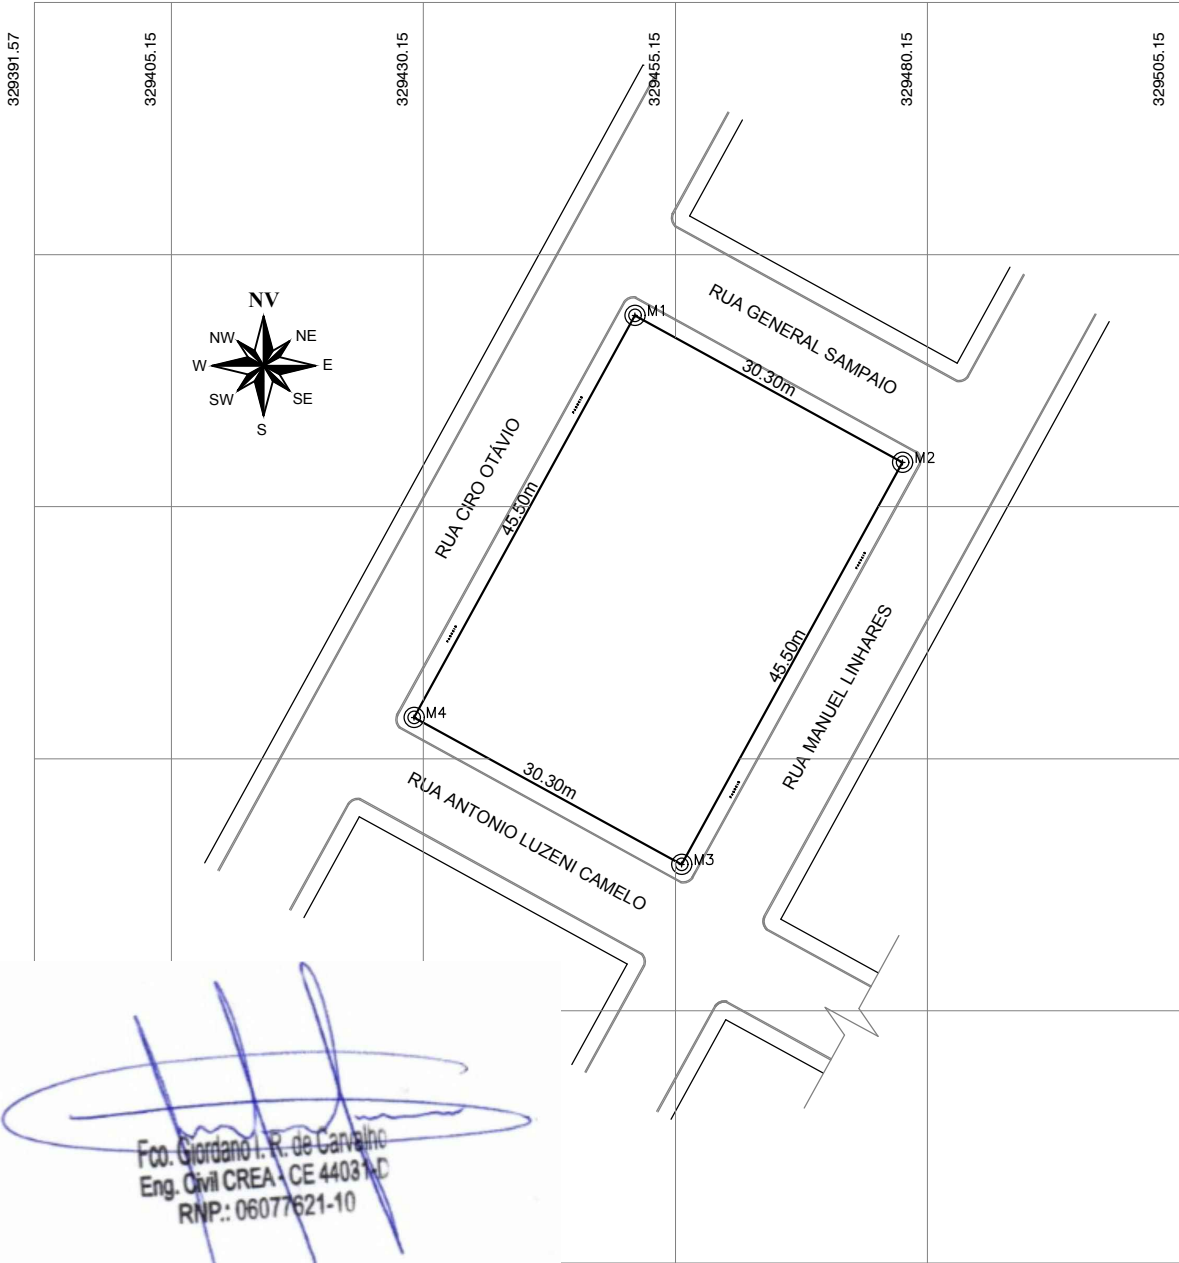 329391.57
329405.15
329430.15
329455.15
329480.15
329505.15
NV
NW
NE
W
E
SW
SE
S
M1
RUA GENERAL SAMPAIO
30.30m
M2
RUA CIRO OTÁVIO
45.50m
45.50m
RUA MANUEL LINHARES
M4
30.30m
RUA ANTONIO LUZENI CAMELO
M3
Fco. Giordano I. R. de Carvalho
Eng. Civil CREA - CE 44031-D
RNP.: 06077621-10